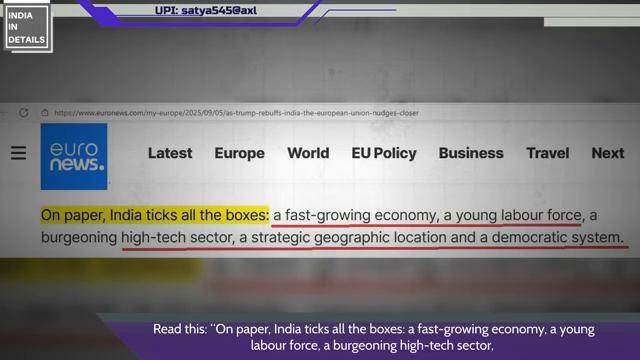 INDIA
IN
DETAILS
UPI: satya545@axl
https://www.euronews.com/my-europe/2025/09/05/as-trump-rebuffs-india-the-european-union-nudges-closer
euro
news.
Latest Europe World EU Policy Business Travel Next
On paper, India ticks all the boxes: a fast-growing economy, a young labour force, a
burgeoning high-tech sector, a strategic geographic location and a democratic system.
Read this: "On paper, India ticks all the boxes: a fast-growing economy, a young
labour force, a burgeoning high-tech sector,